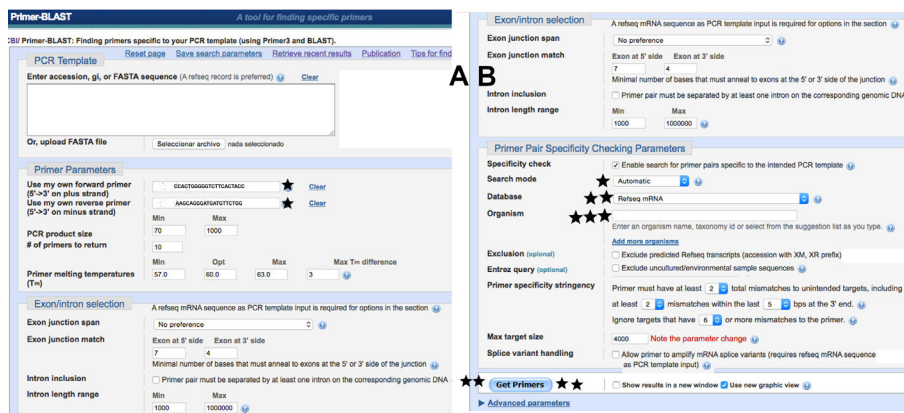 Primer-BLAST
A tool for finding specific primers
CBI/ Primer-BLAST: Finding primers specific to your PCR template (using Primer3 and BLAST).
Reset page Save search parameters Retrieve recent results Publication Tips for find
PCR Template
Enter accession, gi, or FASTA sequence (A refseq record is preferred) Clear
Or, upload FASTA file Seleccionar archivo nada seleccionado
Primer Parameters
Use my own forward primer
(5'->3' on plus strand) CCACTGGGGGTCTTCACTACC Clear
Use my own reverse primer
(5'->3' on minus strand) AAGCAGGGATGATGTTCTGG Clear
Min Max
PCR product size 70 1000
# of primers to return 10
Min Opt Max Max Tm difference
Primer melting temperatures
(Tm) 57.0 60.0 63.0 3
Exon/intron selection A refseq mRNA sequence as PCR template input is required for options in the section
Exon junction span No preference
Exon junction match Exon at 5' side Exon at 3' side
7 4
Minimal number of bases that must anneal to exons at the 5' or 3' side of the junction
Intron inclusion Primer pair must be separated by at least one intron on the corresponding genomic DNA
Intron length range Min Max
1000 1000000
A B
Exon/intron selection A refseq mRNA sequence as PCR template input is required for options in the section
Exon junction span No preference
Exon junction match Exon at 5' side Exon at 3' side
7 4
Minimal number of bases that must anneal to exons at the 5' or 3' side of the junction
Intron inclusion Primer pair must be separated by at least one intron on the corresponding genomic DNA
Intron length range Min Max
1000 1000000
Primer Pair Specificity Checking Parameters
Specificity check Enable search for primer pairs specific to the intended PCR template
Search mode Automatic
Database Refseq mRNA
Organism
Enter an organism name, taxonomy id or select from the suggestion list as you type.
Add more organisms
Exclusion (opional) Exclude predicted Refseq transcripts (accession with XM, XR prefix)
Entrez query (optional) Exclude uncultured/environmental sample sequences
Primer specificity stringency Primer must have at least 2 total mismatches to unintended targets, including
at least 2 mismatches within the last 5 bps at the 3' end.
Ignore targets that have 6 or more mismatches to the primer.
Max target size 4000 Note the parameter change
Splice variant handling Allow primer to amplify mRNA splice variants (requires refseq mRNA sequence
as PCR template input)
Get Primers Show results in a new window Use new graphic view
Advanced parameters